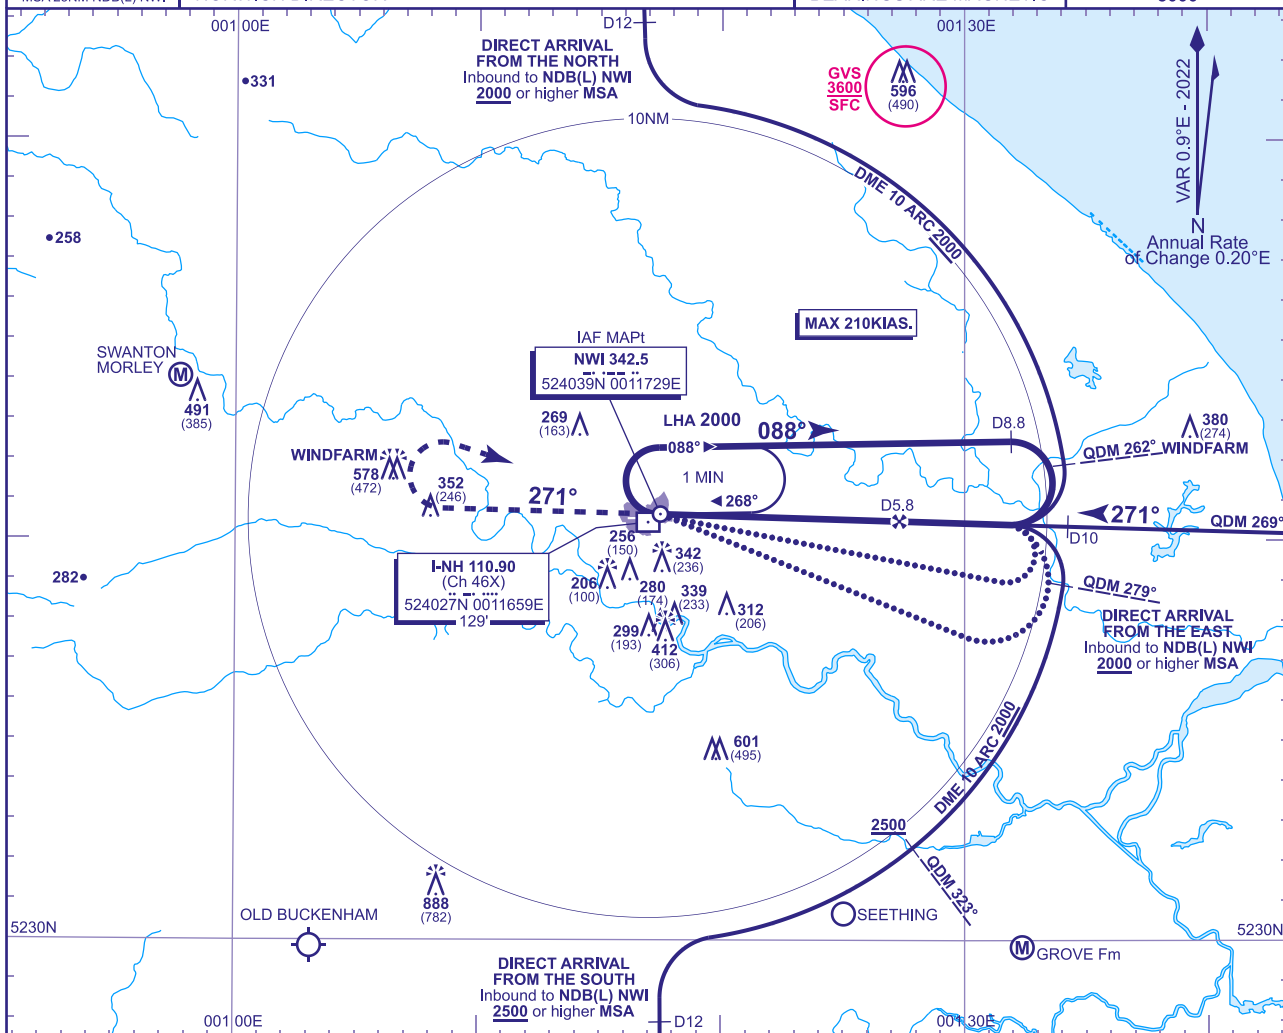 001°00E
D12
001°30E
DIRECT ARRIVAL
FROM THE NORTH
Inbound to NDB(L) NWI
2000 or higher MSA
331
GVS
3600
SFC
596
(490)
VAR 0.9°E - 2022
N
Annual Rate
of Change 0.20°E
10NM
DME 10 ARC 2000
258
MAX 210KIAS.
SWANTON
MORLEY
M
491
(385)
IAF MAPt
NWI 342.5
524039N 0011729E
269
(163)
LHA 2000
088°
088°
D8.8
380
(274)
WINDFARM
QDM 262°
WINDFARM
578
(472)
352
(246)
1 MIN
268°
271°
D5.8
271°
QDM 269°
D10
256
(150)
342
(236)
I-NH 110.90
(Ch 46X)
524027N 0011659E
129'
282
206
(100)
280
(174)
339
(233)
312
(206)
299
(193)
412
(306)
QDM 279°
DIRECT ARRIVAL
FROM THE EAST
Inbound to NDB(L) NWI
2000 or higher MSA
601
(495)
DME 10 ARC 2000
2500
QDM 323°
888
(782)
OLD BUCKENHAM
SEETHING
5230N
5230N
M
GROVE Fm
DIRECT ARRIVAL
FROM THE SOUTH
Inbound to NDB(L) NWI
2500 or higher MSA
D12
001°00E
001°30E